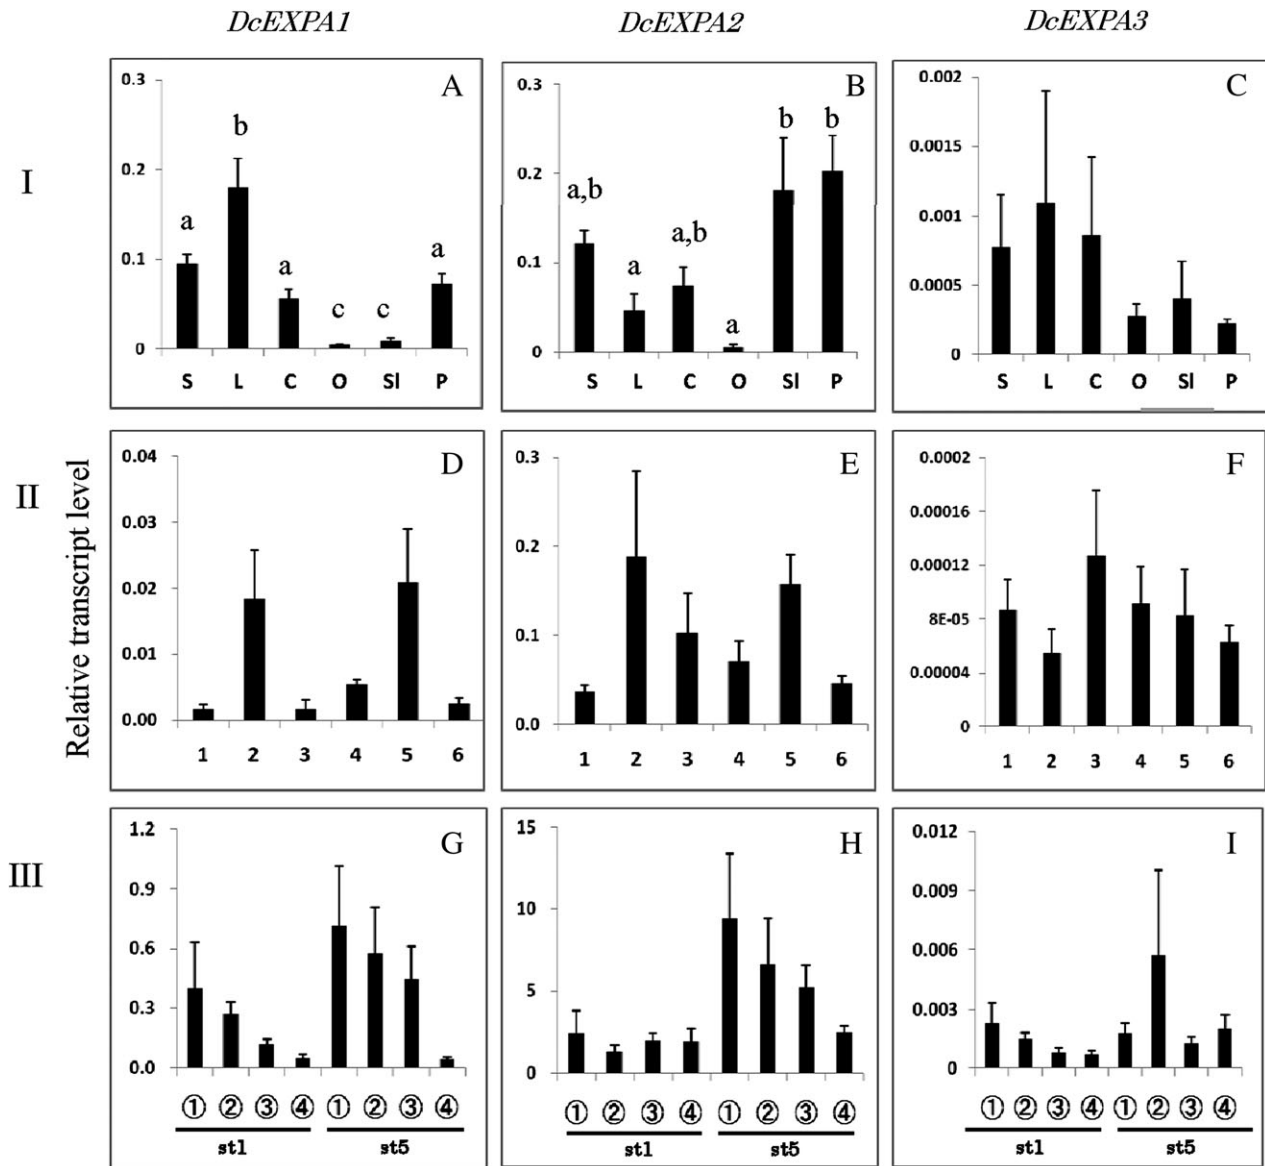 DcEXPA1 DcEXPA2 DcEXPA3
I
II
III
Relative transcript level
A
0.3
0.2
0.1
0
a b a c c a
S L C O Sl P
B
0.3
0.2
0.1
0
a,b a a,b a b b
S L C O Sl P
C
0.002
0.0015
0.001
0.0005
0
S L C O Sl P
D
0.04
0.03
0.02
0.01
0.00
1 2 3 4 5 6
E
0.3
0.2
0.1
0.0
1 2 3 4 5 6
F
0.0002
0.00016
0.00012
8E-05
0.00004
0
1 2 3 4 5 6
G
1.2
0.9
0.6
0.3
0.0
① ② ③ ④ ① ② ③ ④
st1 st5
H
15
10
5
0
① ② ③ ④ ① ② ③ ④
st1 st5
I
0.012
0.009
0.006
0.003
0
① ② ③ ④ ① ② ③ ④
st1 st5